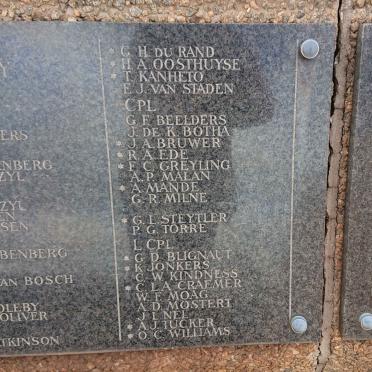 Y
ERS
ENBERG
ZYL
ZYL
EN
SEN
BENBERG
AN BOSCH
OLEBY
OLIVER
TKINSON
* G H DU RAND
* H A OOSTHUYSE
* T KANHETO
* E J VAN STADEN
CPL
G F BEELDERS
J DE K BOTHA
* J A BRUWER
* R A EDE
* F C GREYLING
A P MALAN
* A MANDE
G R MILNE
* G L STEYTLER
P G TORRE
L CPL
* G D BLIGNAUT
* K JONKERS
C W KINDNESS
* C L A CRAEMER
W F MOAG
A D MOSTERT
J I NEL
* A J TUCKER
* O C WILLIAMS